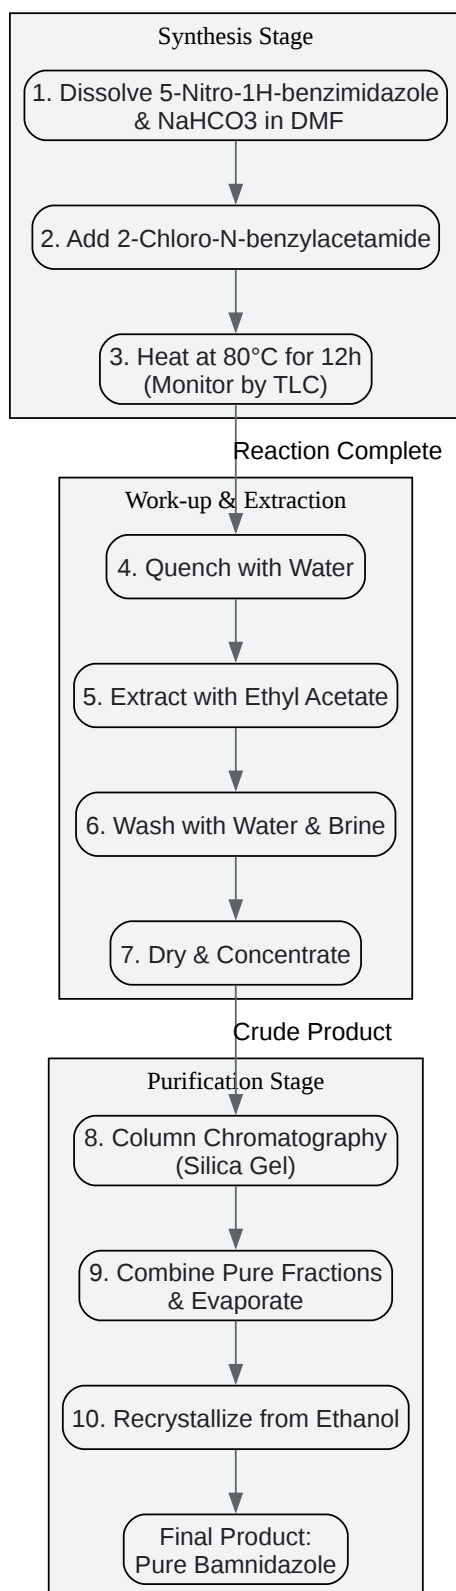 Synthesis Stage
1. Dissolve 5-Nitro-1H-benzimidazole
& NaHCO3 in DMF
2. Add 2-Chloro-N-benzylacetamide
3. Heat at 80°C for 12h
(Monitor by TLC)
Reaction Complete
Work-up & Extraction
4. Quench with Water
5. Extract with Ethyl Acetate
6. Wash with Water & Brine
7. Dry & Concentrate
Crude Product
Purification Stage
8. Column Chromatography
(Silica Gel)
9. Combine Pure Fractions
& Evaporate
10. Recrystallize from Ethanol
Final Product:
Pure Bamnidazole